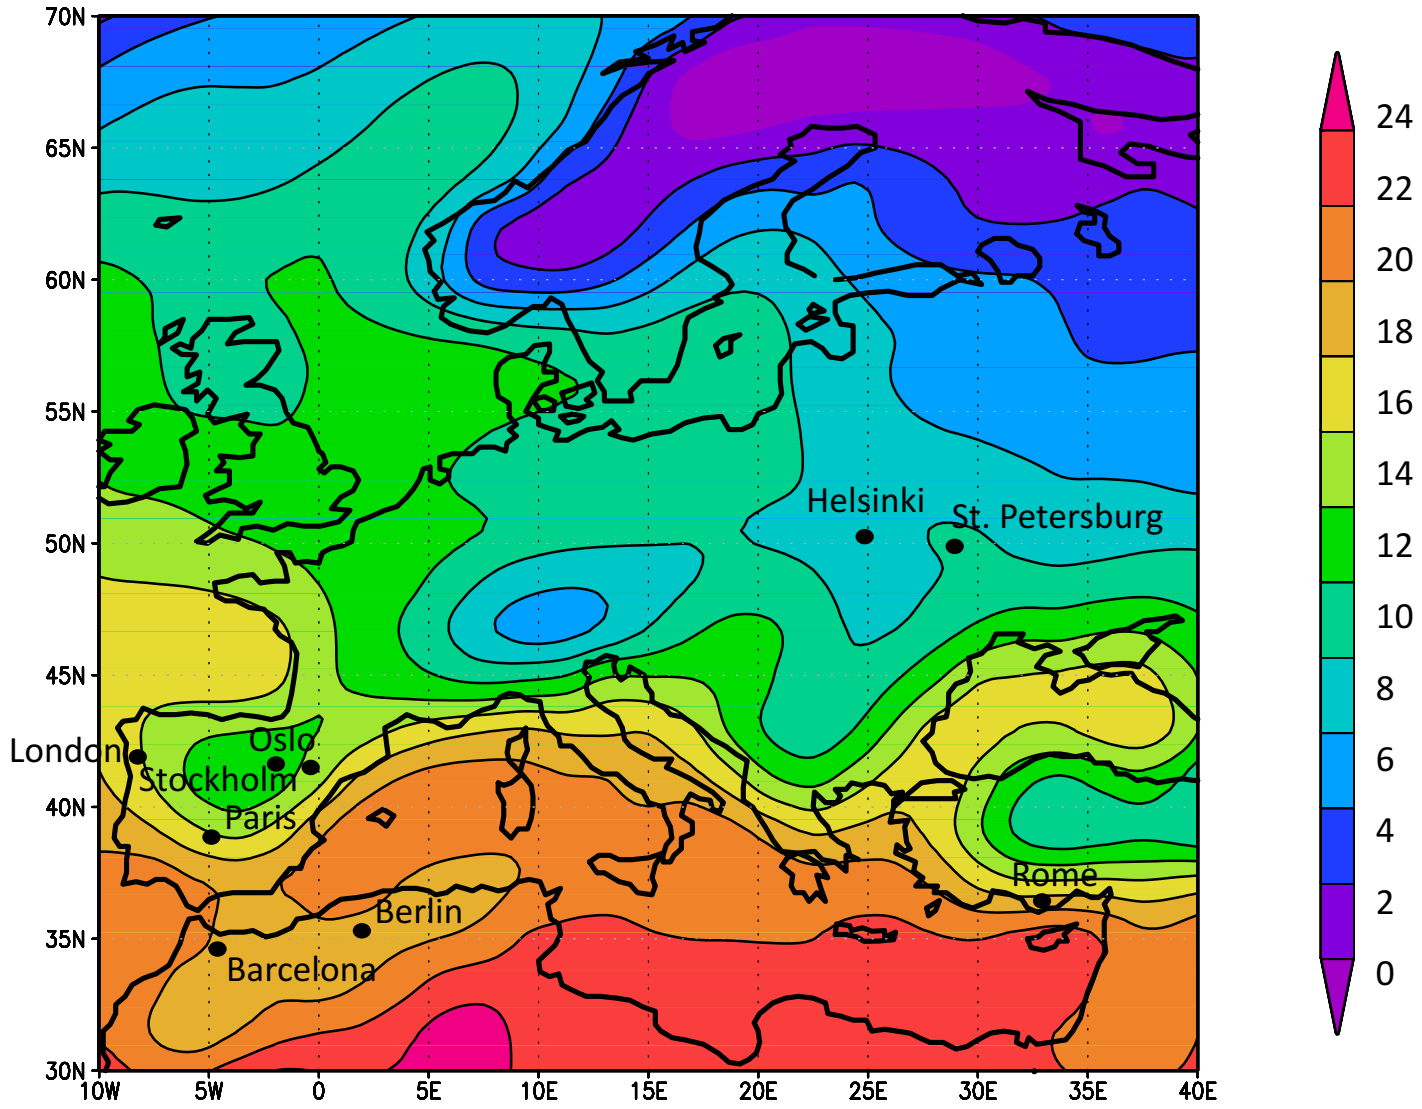 70N
65N
60N
55N
50N
45N
40N
35N
30N
10W
5W
0
5E
10E
15E
20E
25E
30E
35E
40E
Helsinki
St. Petersburg
London
Oslo
Stockholm
Paris
Rome
Berlin
Barcelona
24
22
20
18
16
14
12
10
8
6
4
2
0